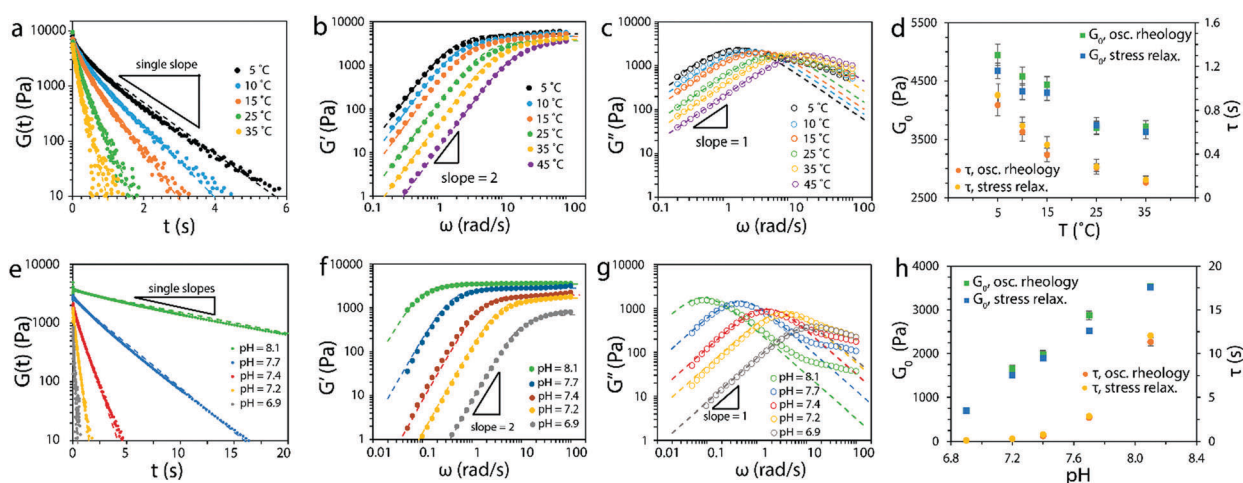 a
G(t) (Pa)
10000
1000
100
10
single slope
5 ˚C
10 ˚C
15 ˚C
25 ˚C
35 ˚C
0 2 4 6
t (s)
b
G′ (Pa)
10000
1000
100
10
1
5 ˚C
10 ˚C
15 ˚C
25 ˚C
35 ˚C
45 ˚C
slope = 2
0.1 1 10 100
ω (rad/s)
c
G″ (Pa)
10000
1000
100
10
1
5 ˚C
10 ˚C
15 ˚C
25 ˚C
35 ˚C
45 ˚C
slope = 1
0.1 1 10 100
ω (rad/s)
d
G₀ (Pa)
5500
4500
3500
2500
G₀, osc. rheology
G₀, stress relax.
τ, osc. rheology
τ, stress relax.
1.6
1.2
0.8
0.4
0
τ (s)
5 15 25 35
T (˚C)
e
G(t) (Pa)
10000
1000
100
10
single slopes
pH = 8.1
pH = 7.7
pH = 7.4
pH = 7.2
pH = 6.9
0 5 10 15 20
t (s)
f
G′ (Pa)
10000
1000
100
10
1
pH = 8.1
pH = 7.7
pH = 7.4
pH = 7.2
pH = 6.9
slope = 2
0.01 0.1 1 10 100
ω (rad/s)
g
G″ (Pa)
10000
1000
100
10
1
pH = 8.1
pH = 7.7
pH = 7.4
pH = 7.2
pH = 6.9
slope = 1
0.01 0.1 1 10 100
ω (rad/s)
h
G₀ (Pa)
4000
3000
2000
1000
0
G₀, osc. rheology
G₀, stress relax.
τ, osc. rheology
τ, stress relax.
20
15
10
5
0
τ (s)
6.8 7.2 7.6 8.0 8.4
pH